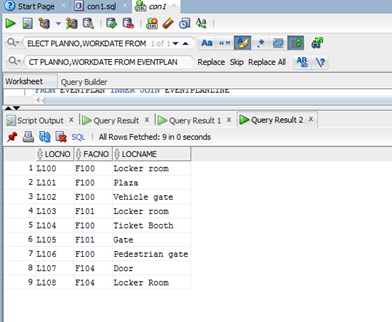 Start Page con1.sql con1
ELECT PLANNO,WORKDATE FROM 1 of 1 Aa
CT PLANNO,WORKDATE FROM EVENTPLAN Replace Skip Replace All AB
Worksheet Query Builder
FROM EVENTPLAN INNER JOIN EVENTPLANLINE
Script Output x Query Result x Query Result 1 x Query Result 2 x
SQL | All Rows Fetched: 9 in 0 seconds
LOCNO FACNO LOCNAME
1 L100 F100 Locker room
2 L101 F100 Plaza
3 L102 F100 Vehicle gate
4 L103 F101 Locker room
5 L104 F100 Ticket Booth
6 L105 F101 Gate
7 L106 F100 Pedestrian gate
8 L107 F104 Door
9 L108 F104 Locker Room